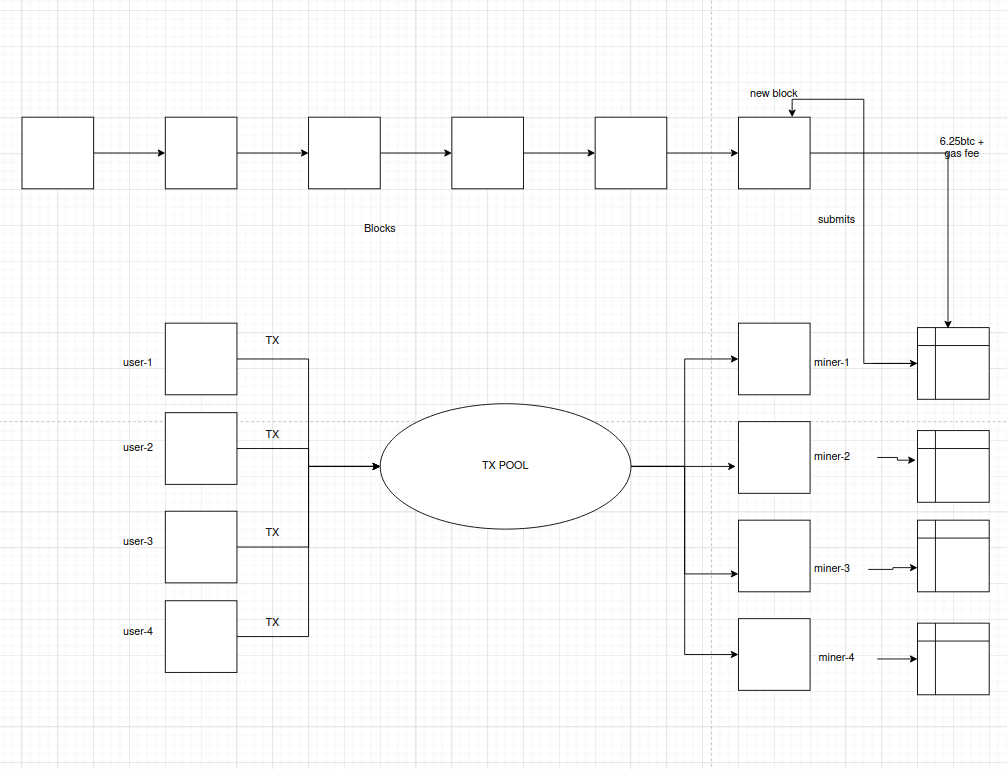 new block
6.25btc +
gas fee
submits
Blocks
TX
user-1
miner-1
TX
user-2
miner-2
TX POOL
TX
user-3
miner-3
TX
user-4
miner-4